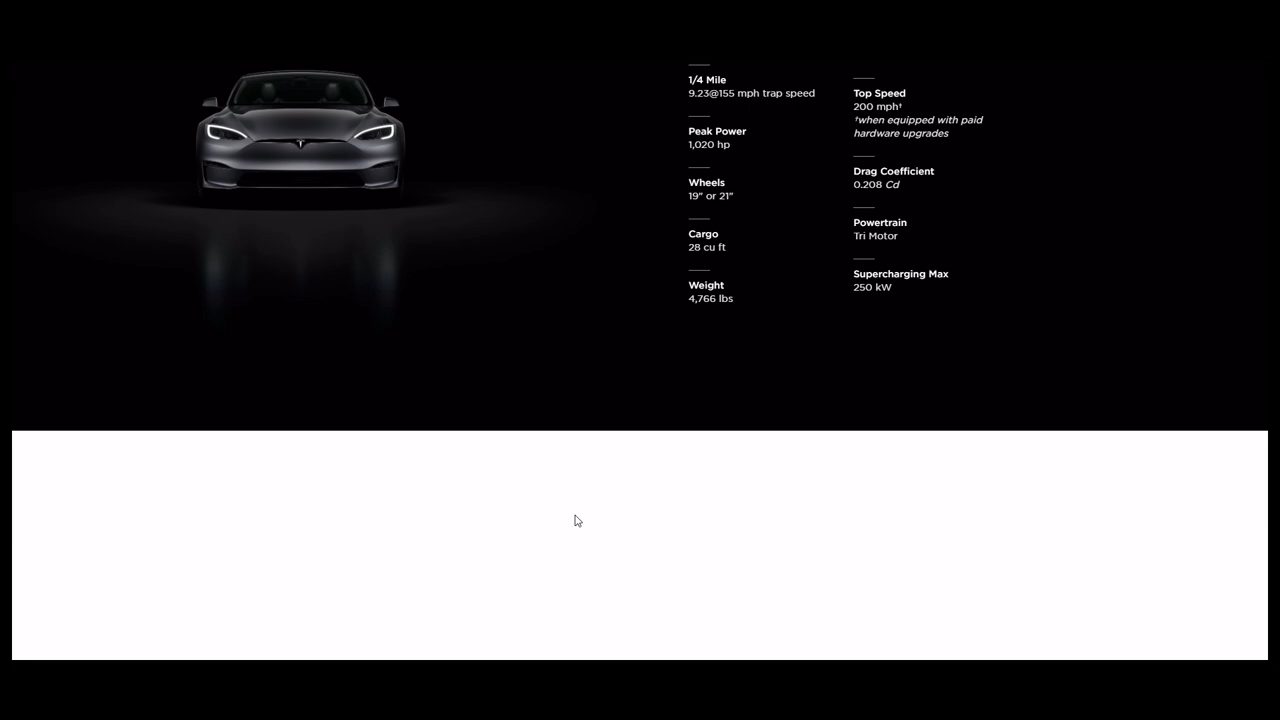 1/4 Mile
9.23@155 mph trap speed
Peak Power
1,020 hp
Wheels
19" or 21"
Cargo
28 cu ft
Weight
4,766 lbs
Top Speed
200 mph†
†when equipped with paid
hardware upgrades
Drag Coefficient
0.208 Cd
Powertrain
Tri Motor
Supercharging Max
250 kW